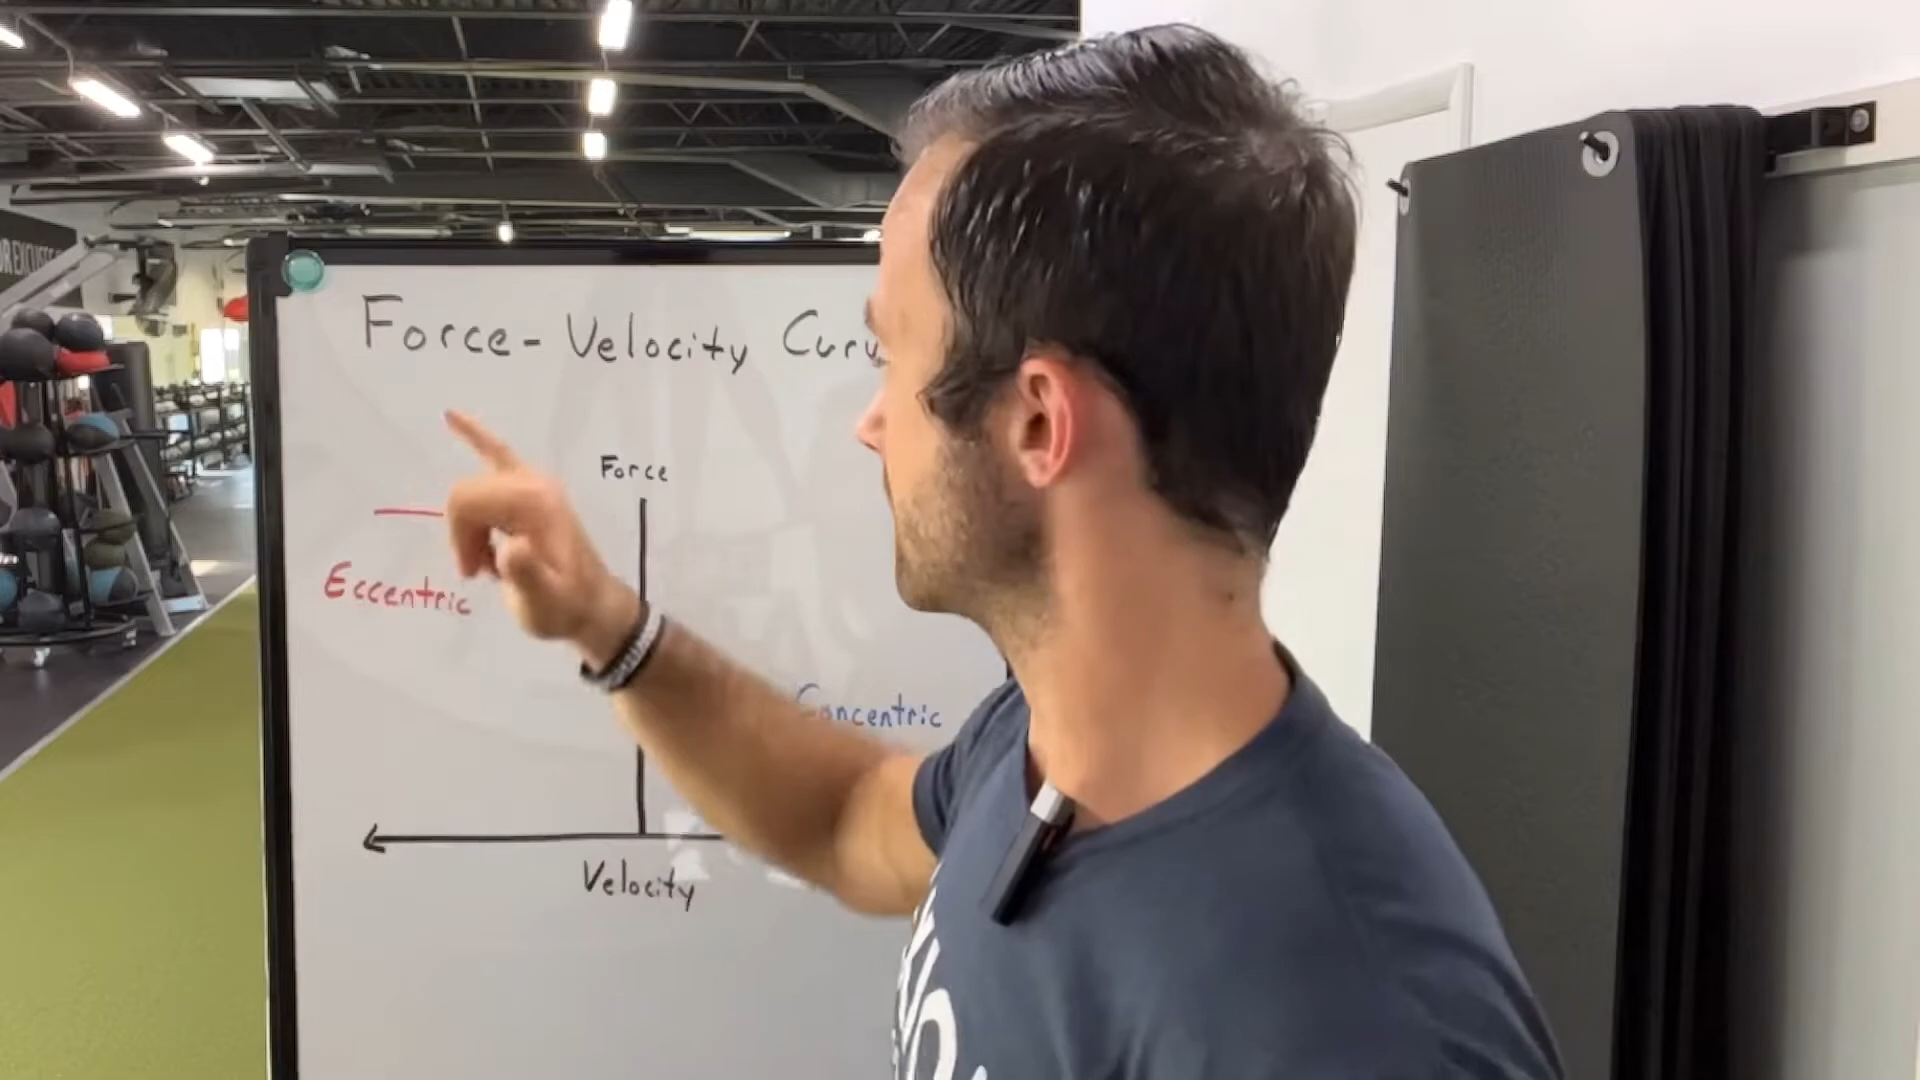 Force - Velocity Curv
Force
Eccentric
Concentric
Velocity